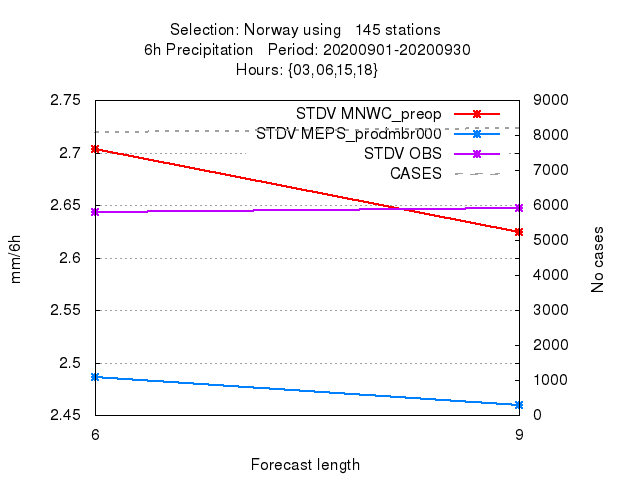 Selection: Norway using 145 stations
6h Precipitation Period: 20200901-20200930
Hours: {03,06,15,18}
STDV MNWC_preop
STDV MEPS_prodmbr000
STDV OBS
CASES
2.75
2.7
2.65
2.6
2.55
2.5
2.45
9000
8000
7000
6000
5000
4000
3000
2000
1000
0
mm/6h
No cases
6
9
Forecast length